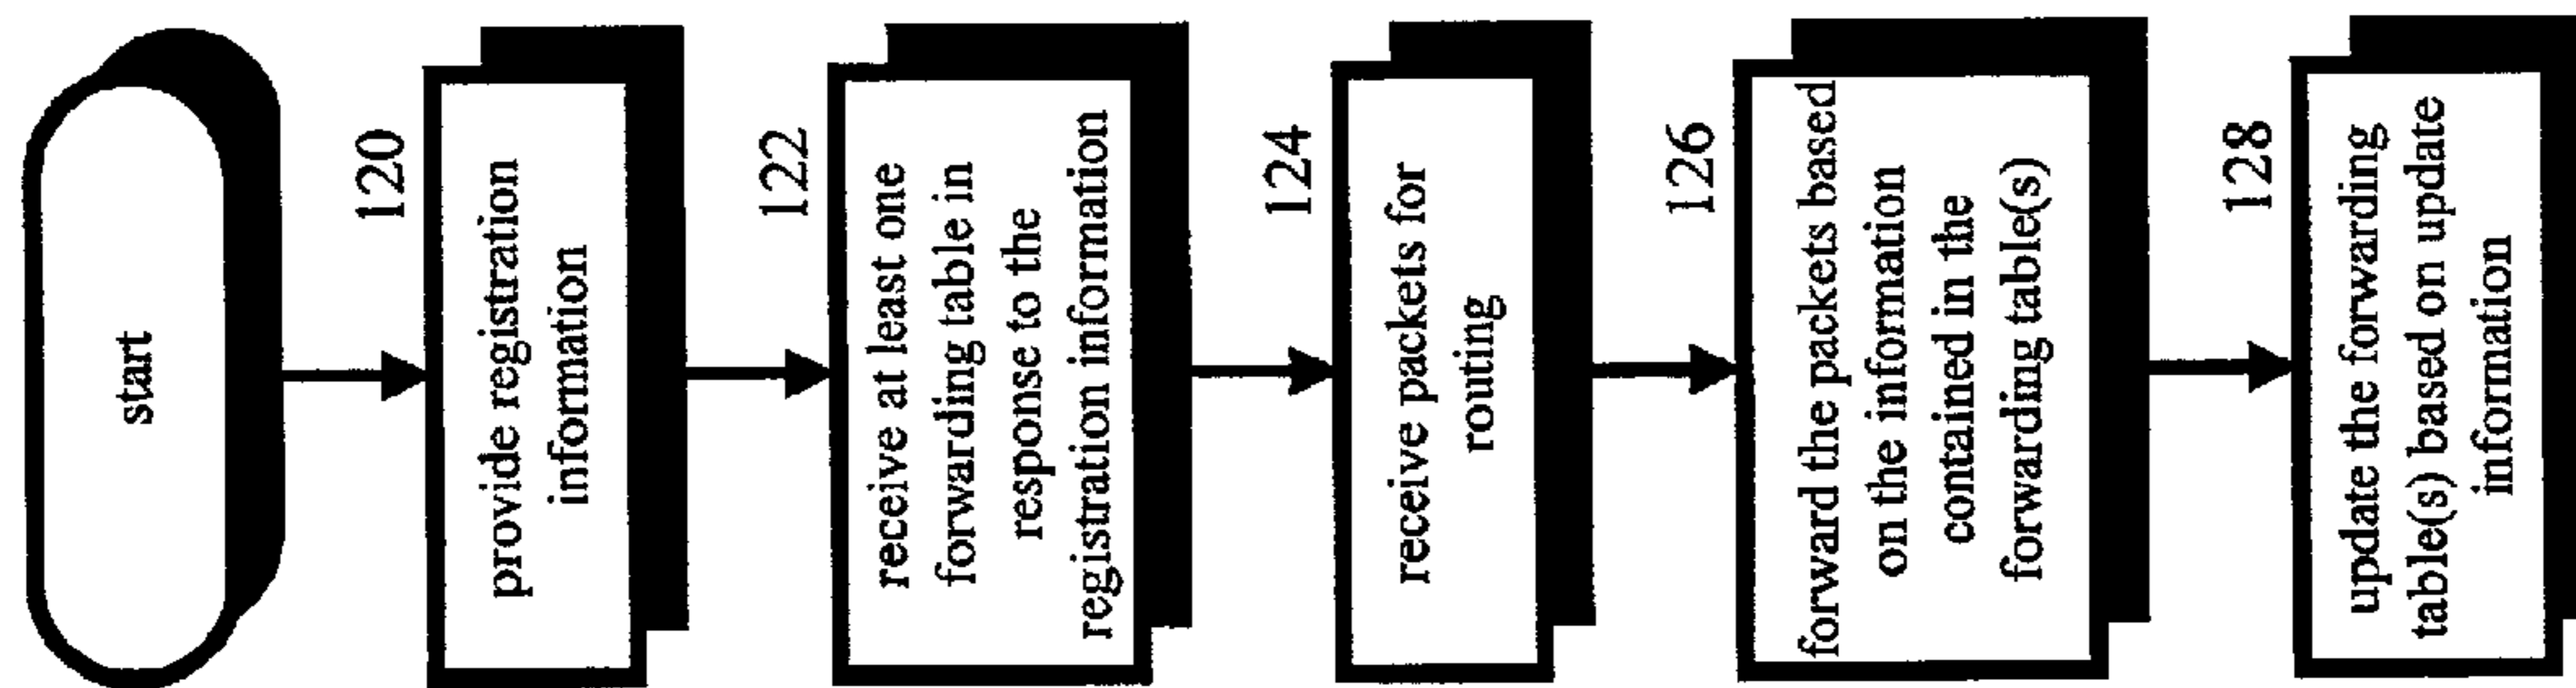 start
120
provide registration
information
122
receive at least one
forwarding table in
response to the
registration information
124
receive packets for
routing
126
forward the packets based
on the information
contained in the
forwarding table(s)
128
update the forwarding
table(s) based on update
information